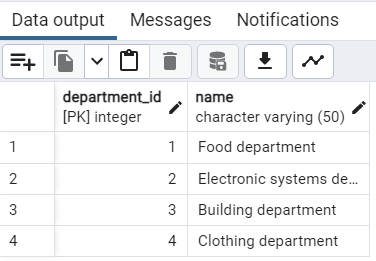 Data output Messages Notifications
department_id name
[PK] integer character varying (50)
1 1 Food department
2 2 Electronic systems de...
3 3 Building department
4 4 Clothing department